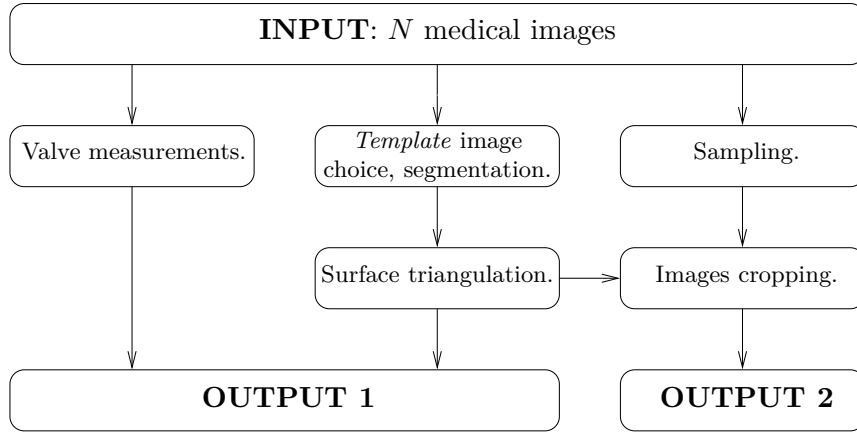 INPUT: N medical images
Valve measurements.
Template image
choice, segmentation.
Sampling.
Surface triangulation.
Images cropping.
OUTPUT 1
OUTPUT 2